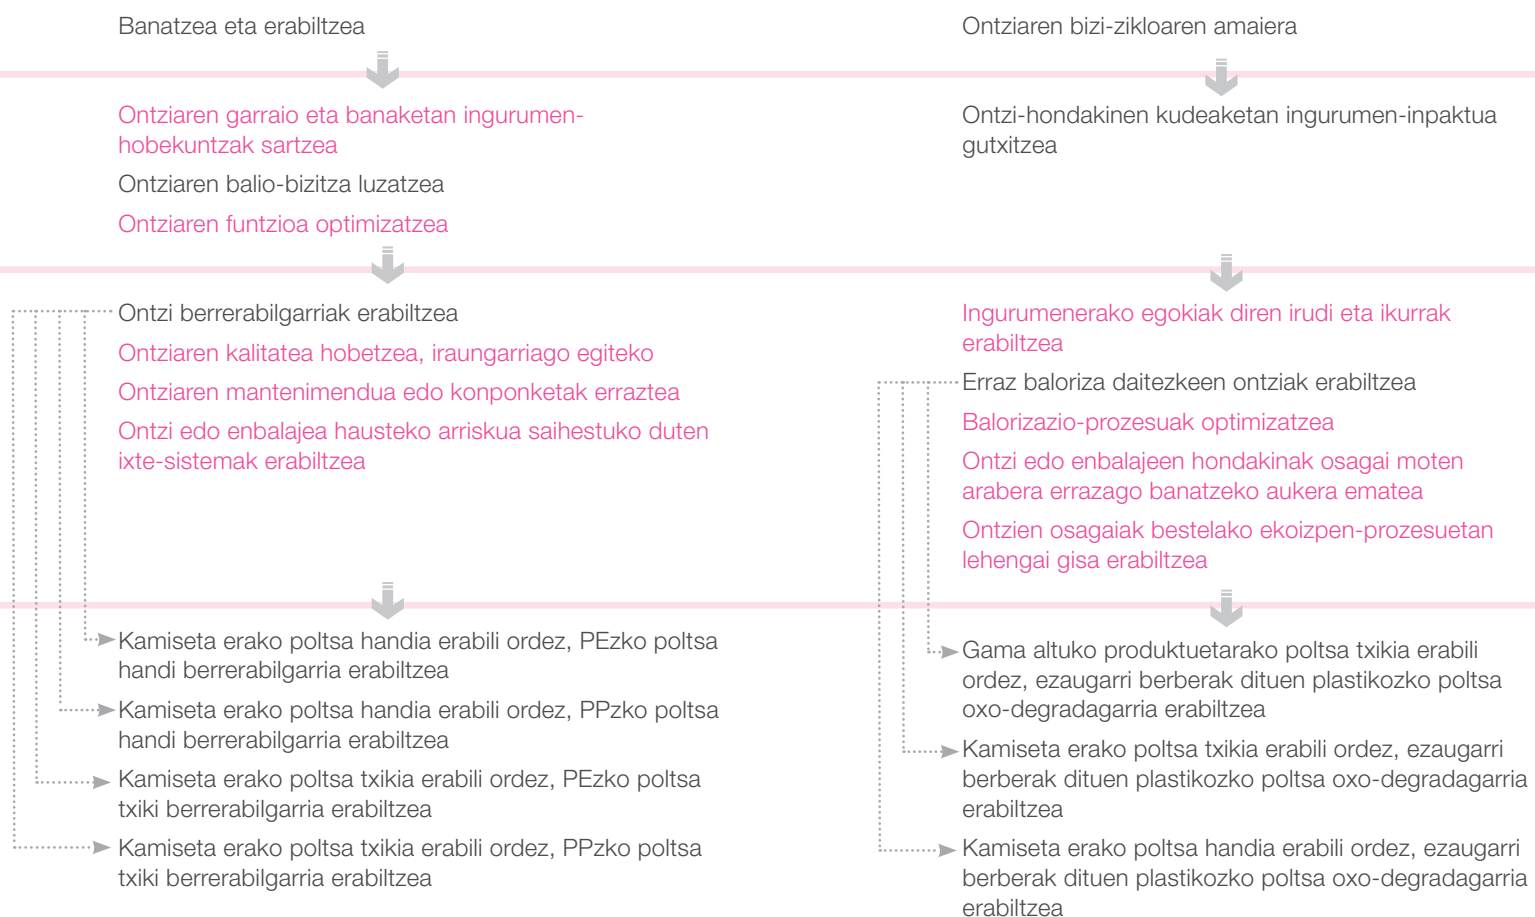 Banatzea eta erabiltzea
Ontziaren garraio eta banaketan ingurumen-
hobekuntzak sartzea
Ontziaren balio-bizitza luzatzea
Ontziaren funtzioa optimizatzea
Ontzi berrerabilgarriak erabiltzea
Ontziaren kalitatea hobetzea, iraungarriago egiteko
Ontziaren mantenimendua edo konponketak erraztea
Ontzi edo enbalajea hausteko arriskua saihestuko duten
ixte-sistemak erabiltzea
Kamiseta erako poltsa handia erabili ordez, PEzko poltsa
handi berrerabilgarria erabiltzea
Kamiseta erako poltsa handia erabili ordez, PPzko poltsa
handi berrerabilgarria erabiltzea
Kamiseta erako poltsa txikia erabili ordez, PEzko poltsa
txiki berrerabilgarria erabiltzea
Kamiseta erako poltsa txikia erabili ordez, PPzko poltsa
txiki berrerabilgarria erabiltzea
Ontziaren bizi-zikloaren amaiera
Ontzi-hondakinen kudeaketan ingurumen-inpaktua
gutxitzea
Ingurumenerako egokiak diren irudi eta ikurrak
erabiltzea
Erraz baloriza daitezkeen ontziak erabiltzea
Balorizazio-prozesuak optimizatzea
Ontzi edo enbalajeen hondakinak osagai moten
arabera errazago banatzeko aukera ematea
Ontzien osagaiak bestelako ekoizpen-prozesuetan
lehengai gisa erabiltzea
Gama altuko produktuetarako poltsa txikia erabili
ordez, ezaugarri berberak dituen plastikozko poltsa
oxo-degradagarria erabiltzea
Kamiseta erako poltsa txikia erabili ordez, ezaugarri
berberak dituen plastikozko poltsa oxo-degradagarria
erabiltzea
Kamiseta erako poltsa handia erabili ordez, ezaugarri
berberak dituen plastikozko poltsa oxo-degradagarria
erabiltzea